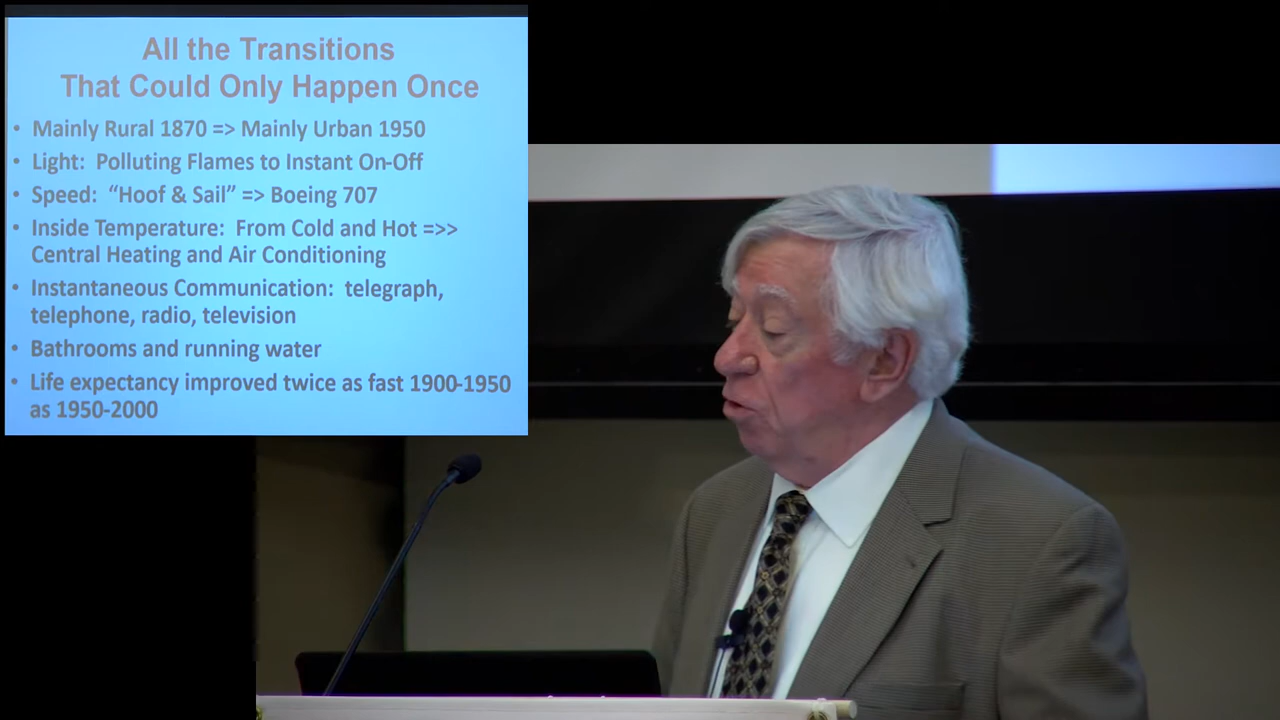 All the Transitions
That Could Only Happen Once
• Mainly Rural 1870 => Mainly Urban 1950
• Light: Polluting Flames to Instant On-Off
• Speed: “Hoof & Sail” => Boeing 707
• Inside Temperature: From Cold and Hot =>>
Central Heating and Air Conditioning
• Instantaneous Communication: telegraph,
telephone, radio, television
• Bathrooms and running water
• Life expectancy improved twice as fast 1900-1950
as 1950-2000